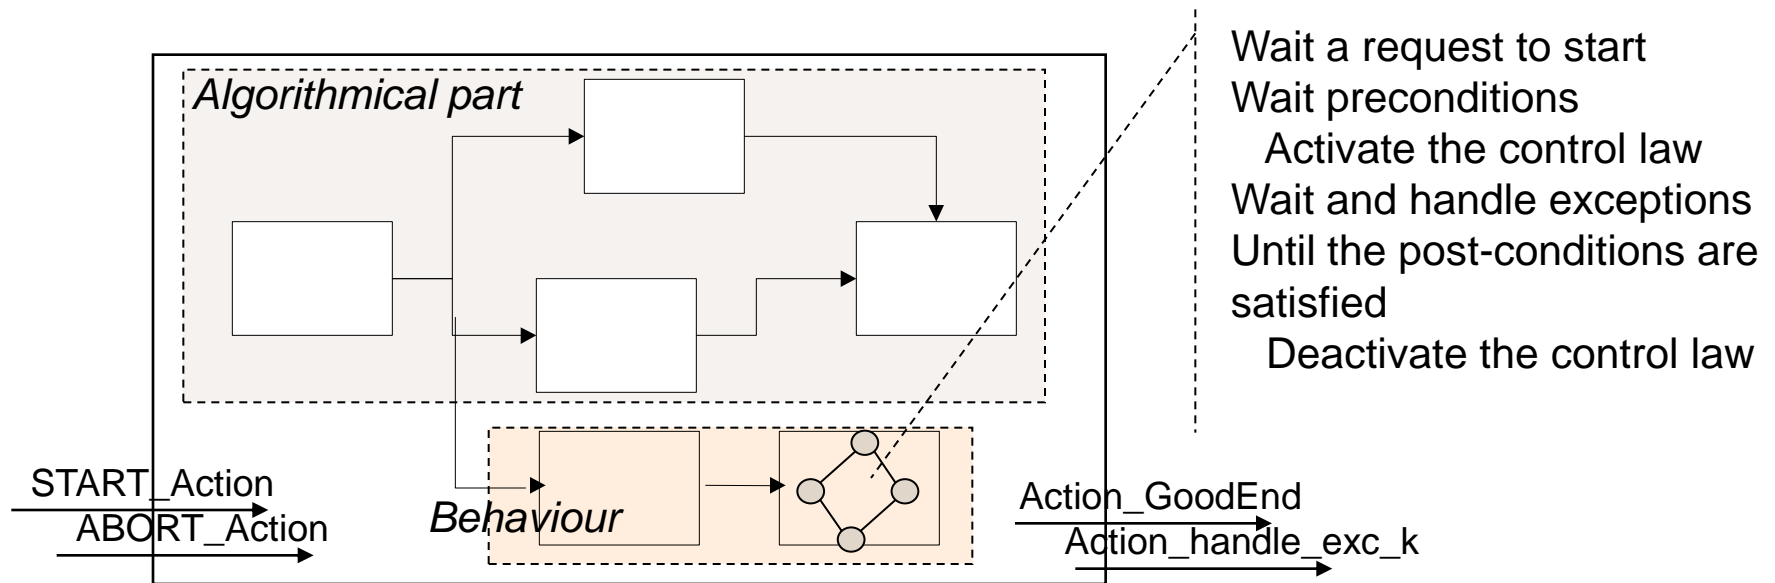 Algorithmical part
Wait a request to start
Wait preconditions
Activate the control law
Wait and handle exceptions
Until the post-conditions are
satisfied
Deactivate the control law
START_Action
ABORT_Action
Behaviour
Action_GoodEnd
Action_handle_exc_k